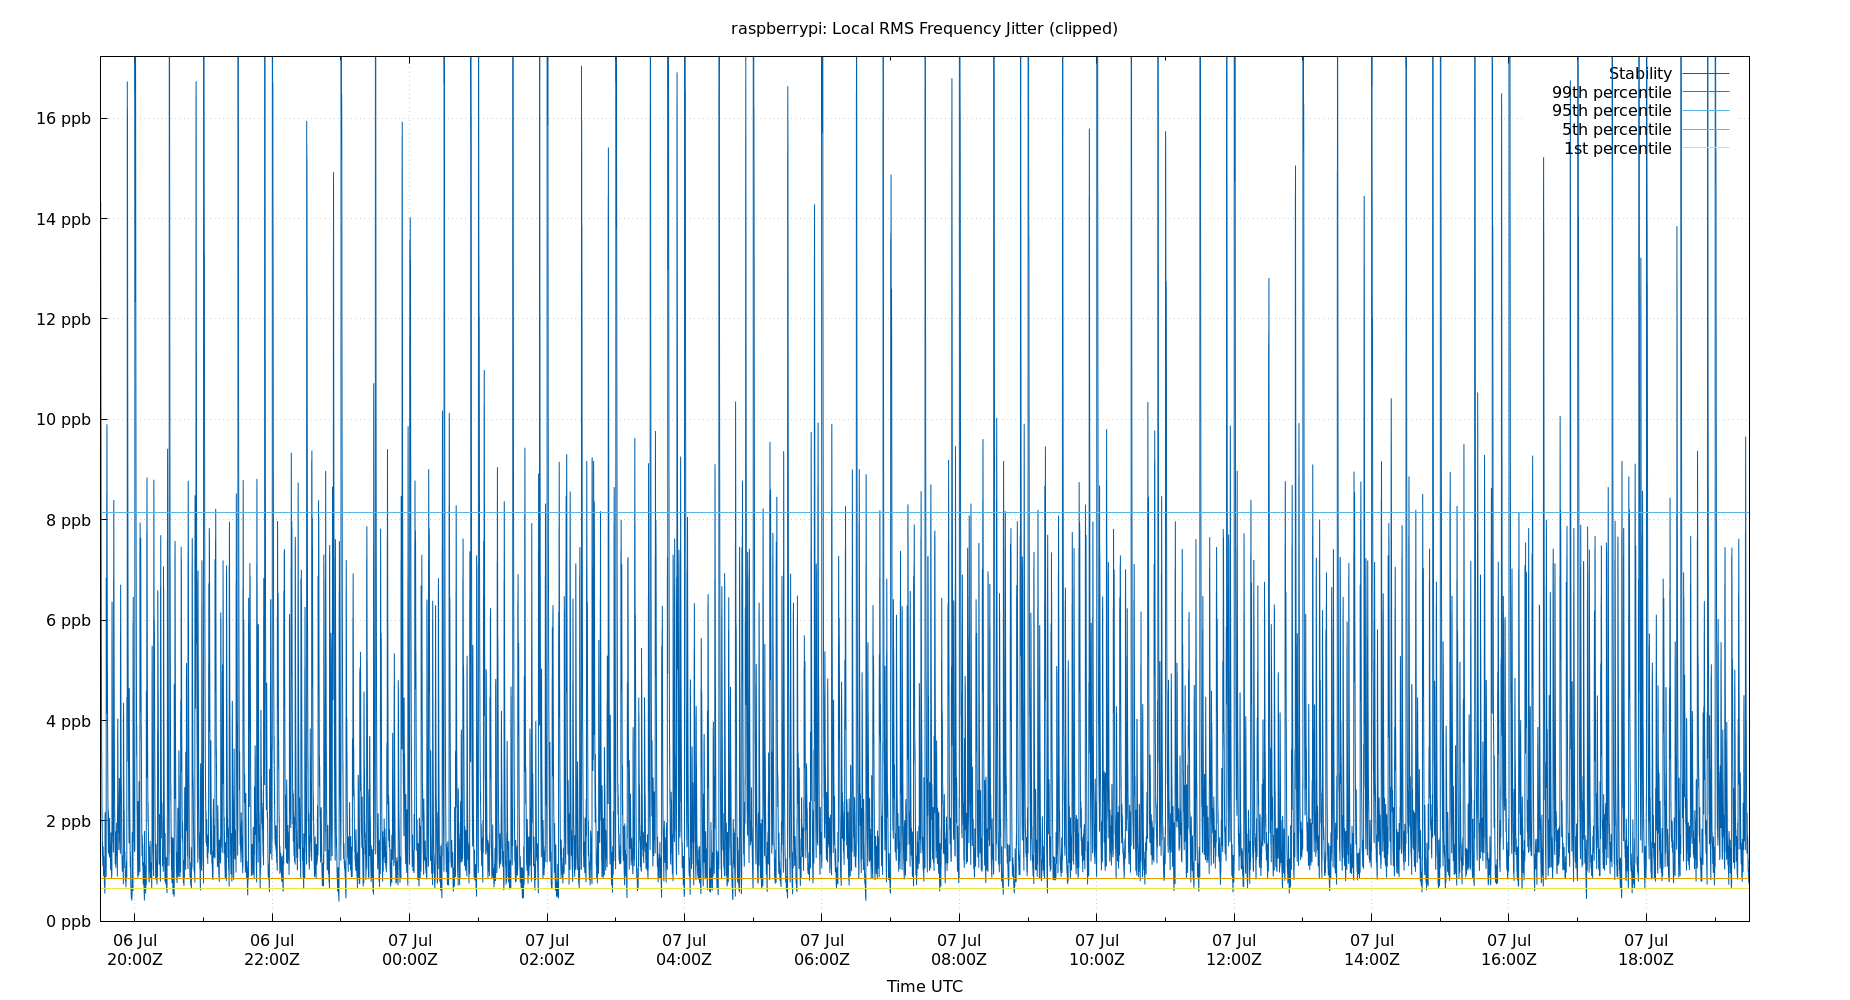 raspberrypi: Local RMS Frequency Jitter (clipped)
Stability
99th percentile
95th percentile
5th percentile
1st percentile
16 ppb
14 ppb
12 ppb
10 ppb
8 ppb
6 ppb
4 ppb
2 ppb
0 ppb
06 Jul 06 Jul 07 Jul 07 Jul 07 Jul 07 Jul 07 Jul 07 Jul 07 Jul 07 Jul 07 Jul 07 Jul
20:00Z 22:00Z 00:00Z 02:00Z 04:00Z 06:00Z 08:00Z 10:00Z 12:00Z 14:00Z 16:00Z 18:00Z
Time UTC